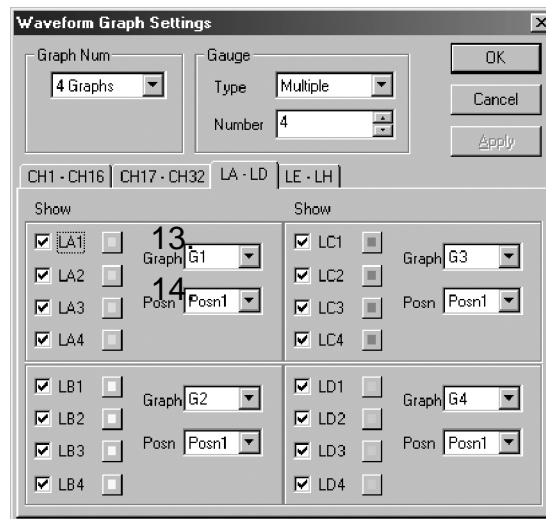 Waveform Graph Settings
Graph Num
4 Graphs
Gauge
Type Multiple
Number 4
OK
Cancel
Apply
CH1 - CH16 CH17 - CH32 LA - LD LE - LH
Show
LA1
LA2
LA3
LA4
13.
Graph G1
14.
Posn Posn1
Show
LC1
LC2
LC3
LC4
Graph G3
Posn Posn1
LB1
LB2
LB3
LB4
Graph G2
Posn Posn1
LD1
LD2
LD3
LD4
Graph G4
Posn Posn1